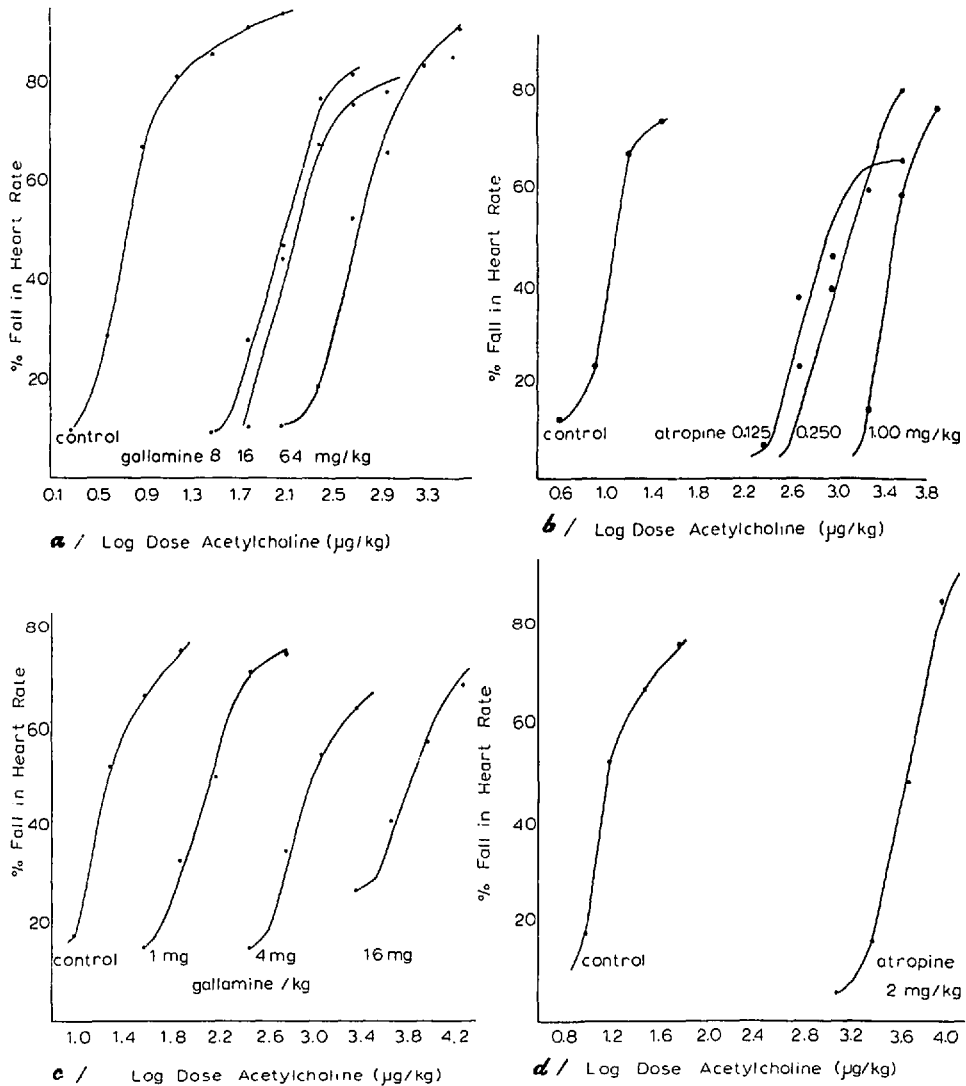 % Fall in Heart Rate
80
60
40
20
control
gallamine 8 16 64 mg/kg
0.1 0.5 0.9 1.3 1.7 2.1 2.5 2.9 3.3
a / Log Dose Acetylcholine (µg/kg)
% Fall in Heart Rate
80
60
40
20
control
atropine 0.125 0.250 1.00 mg/kg
0.6 1.0 1.4 2.2 2.6 3.0 3.4 3.8
b / Log Dose Acetylcholine (µg/kg)
% Fall in Heart Rate
80
60
40
20
control
1 mg 4 mg 16 mg
gallamine /kg
1.0 1.4 1.8 2.2 2.6 3.0 3.4 3.8 4.2
c / Log Dose Acetylcholine (µg/kg)
% Fall in Heart Rate
80
60
40
20
control
atropine
2 mg/kg
0.8 1.2 1.6 2.0 2.4 2.8 3.2 3.6 4.0
d / Log Dose Acetylcholine (µg/kg)